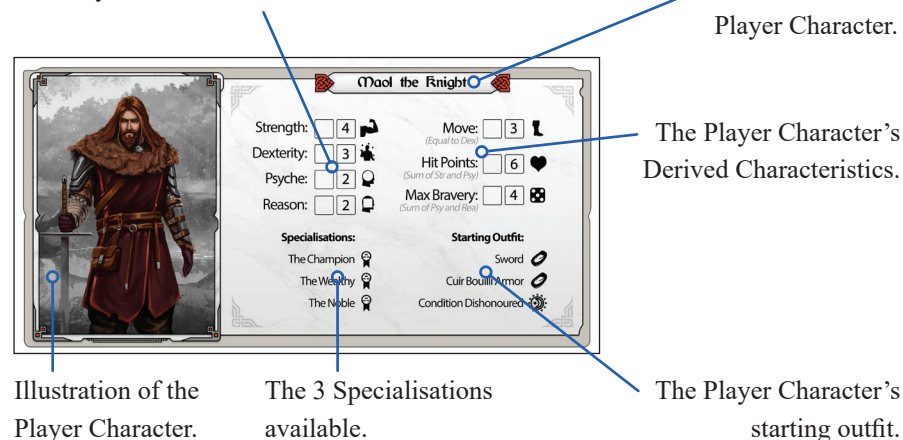 Player Character.
Maol the Knight
Strength: 4
Dexterity: 3
Psyche: 2
Reason: 2
Move: 3
(Equal to Dex)
Hit Points: 6
(Sum of Str and Psy)
Max Bravery: 4
(Sum of Psy and Rea)
The Player Character's
Derived Characteristics.
Specialisations:
The Champion
The Wealthy
The Noble
Starting Outfit:
Sword
Cuir Bouilli Armor
Condition Dishonoured
Illustration of the
Player Character.
The 3 Specialisations
available.
The Player Character's
starting outfit.